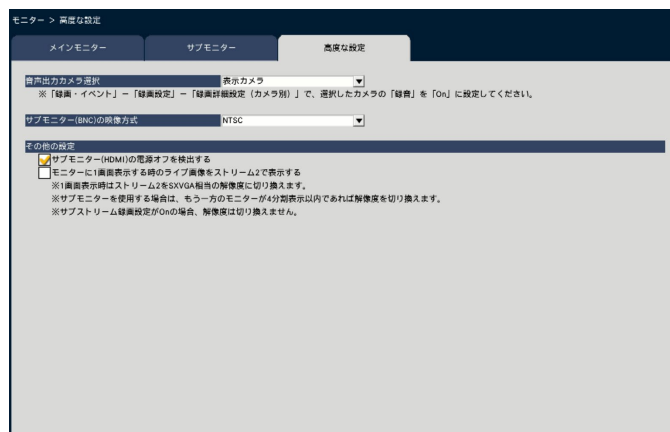 モニター > 高度な設定
メインモニター サブモニター 高度な設定
音声出力カメラ選択 表示カメラ
※「録画・イベント」ー「録画設定」ー「録画詳細設定（カメラ別）」で、選択したカメラの「録音」を「On」に設定してください。
サブモニター(BNC)の映像方式 NTSC
その他の設定
サブモニター(HDMI)の電源オフを検出する
モニターに1画面表示する時のライブ画像をストリーム2で表示する
※1画面表示時はストリーム2をSXVGA相当の解像度に切り換えます。
※サブモニターを使用する場合は、もう一方のモニターが4分割表示以内であれば解像度を切り換えます。
※サブストリーム録画設定がOnの場合、解像度は切り換えません。